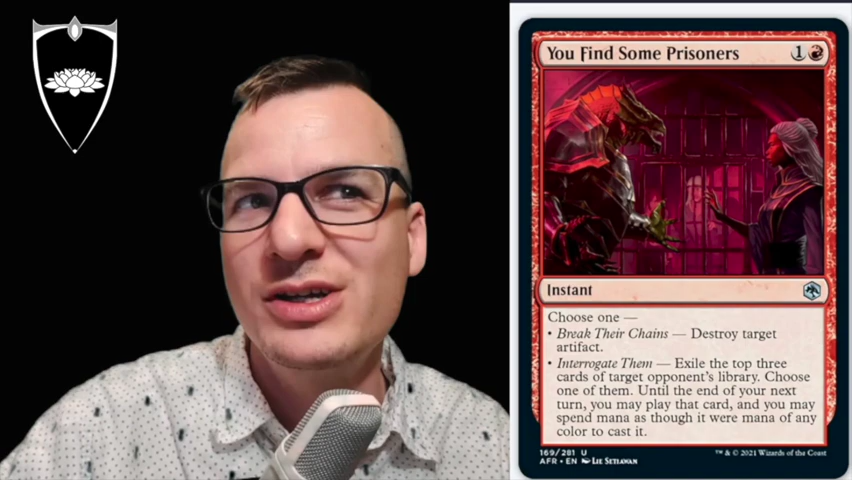 You Find Some Prisoners 1
Instant
Choose one —
• Break Their Chains — Destroy target
artifact.
• Interrogate Them — Exile the top three
cards of target opponent's library. Choose
one of them. Until the end of your next
turn, you may play that card, and you may
spend mana as though it were mana of any
color to cast it.
169/281 U
AFR • EN Lie Setiawan
™ & © 2021 Wizards of the Coast